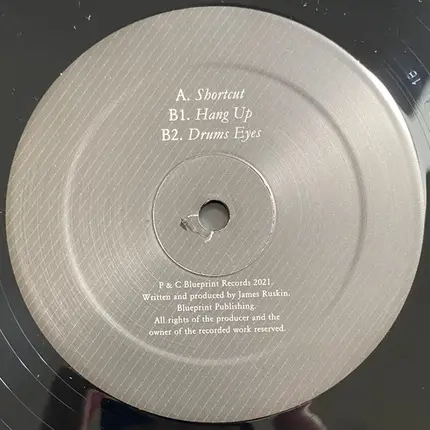 A. Shortcut
B1. Hang Up
B2. Drums Eyes
P & C Blueprint Records 2021.
Written and produced by James Ruskin.
Blueprint Publishing.
All rights of the producer and the
owner of the recorded work reserved.